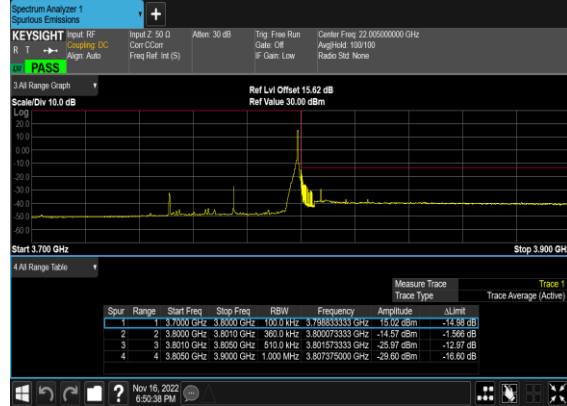 Spectrum Analyzer 1
Spurious Emissions
KEYSIGHT Input: RF Input Z: 50 Ω Atten: 30 dB Trig: Free Run Center Freq: 22.005000000 GHz
R T Coupling: DC Corr CCorr Gate: Off Avg|Hold: 100/100
Align: Auto Freq Ref: Int (S) IF Gain: Low Radio Std: None
LW PASS
3 All Range Graph
Ref Lvl Offset 15.62 dB
Scale/Div 10.0 dB Ref Value 30.00 dBm
Log
20.0
10.0
0.00
-10.0
-20.0
-30.0
-40.0
-50.0
-60.0
Start 3.700 GHz Stop 3.900 GHz
4 All Range Table
Measure Trace Trace 1
Trace Type Trace Average (Active)
Spur Range Start Freq Stop Freq RBW Frequency Amplitude ΔLimit
1 1 3.7000 GHz 3.8000 GHz 100.0 kHz 3.798833333 GHz 15.02 dBm -14.98 dB
2 2 3.8000 GHz 3.8010 GHz 360.0 kHz 3.800073333 GHz -14.57 dBm -1.566 dB
3 3 3.8010 GHz 3.8050 GHz 510.0 kHz 3.801573333 GHz -25.97 dBm -12.97 dB
4 4 3.8050 GHz 3.9000 GHz 1.000 MHz 3.807375000 GHz -29.60 dBm -16.60 dB
Nov 16, 2022
6:50:38 PM